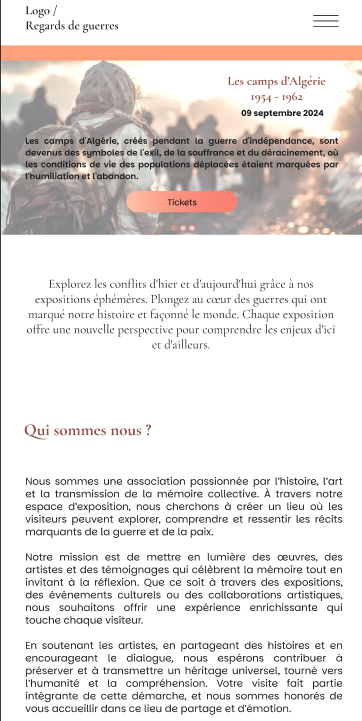 Logo /
Regards de guerres
Les camps d'Algérie
1954 - 1962
09 septembre 2024
Les camps d'Algérie, créés pendant la guerre d'indépendance, sont
devenus des symboles de l'exil, de la souffrance et du déracinement, où
les conditions de vie des populations déplacées étaient marquées par
l'humiliation et l'abandon.
Tickets
Explorez les conflits d'hier et d'aujourd'hui grâce à nos
expositions éphémères. Plongez au cœur des guerres qui ont
marqué notre histoire et façonné le monde. Chaque exposition
offre une nouvelle perspective pour comprendre les enjeux d'ici
et d'ailleurs.
Qui sommes nous ?
Nous sommes une association passionnée par l'histoire, l'art
et la transmission de la mémoire collective. À travers notre
espace d'exposition, nous cherchons à créer un lieu où les
visiteurs peuvent explorer, comprendre et ressentir les récits
marquants de la guerre et de la paix.
Notre mission est de mettre en lumière des œuvres, des
artistes et des témoignages qui célèbrent la mémoire tout en
invitant à la réflexion. Que ce soit à travers des expositions,
des événements culturels ou des collaborations artistiques,
nous souhaitons offrir une expérience enrichissante qui
touche chaque visiteur.
En soutenant les artistes, en partageant des histoires et en
encourageant le dialogue, nous espérons contribuer à
préserver et à transmettre un héritage universel, tourné vers
l'humanité et la compréhension. Votre visite fait partie
intégrante de cette démarche, et nous sommes honorés de
vous accueillir dans ce lieu de partage et d'émotion.